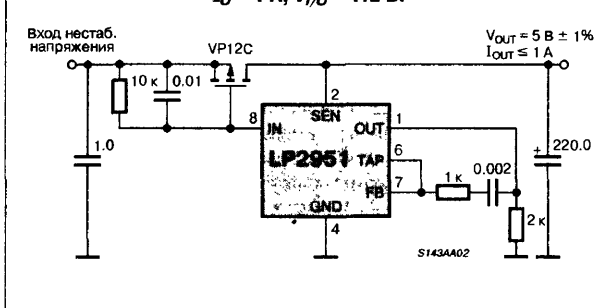 Вход нестаб.
напряжения
VP12C
V_OUT = 5 В ± 1%
I_OUT ≤ 1 А
10 к
0.01
1.0
8
IN
2
SEN
OUT
1
LP2951
TAP
6
FB
7
GND
4
1 к
0.002
2 к
+
220.0
S143AA02